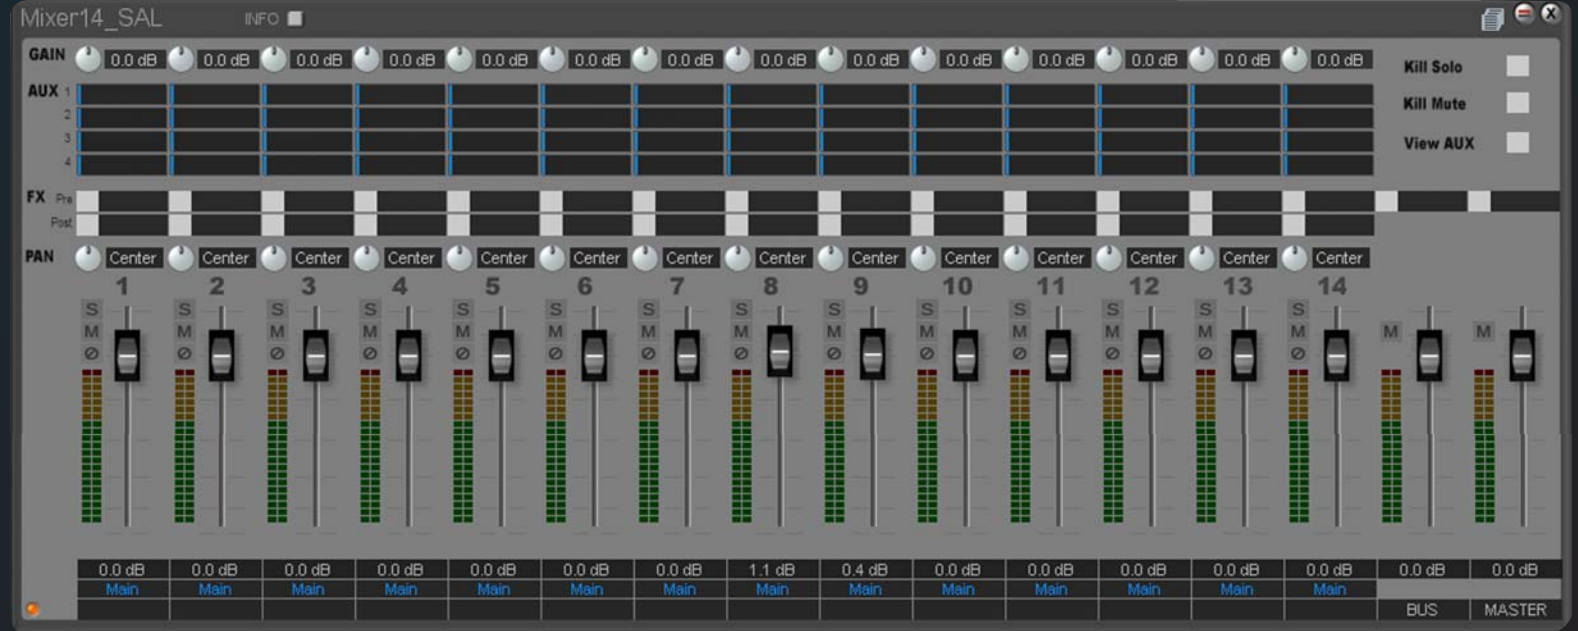 Mixer14_SAL INFO
GAIN 0.0 dB 0.0 dB 0.0 dB 0.0 dB 0.0 dB 0.0 dB 0.0 dB 0.0 dB 0.0 dB 0.0 dB 0.0 dB 0.0 dB 0.0 dB 0.0 dB
Kill Solo
AUX 1
Kill Mute
2
3
View AUX
4
FX Pre
Post
PAN Center Center Center Center Center Center Center Center Center Center Center Center Center Center
1 2 3 4 5 6 7 8 9 10 11 12 13 14
S S S S S S S S S S S S S S
M M M M M M M M M M M M M M M M
Ø Ø Ø Ø Ø Ø Ø Ø Ø Ø Ø Ø Ø Ø
0.0 dB 0.0 dB 0.0 dB 0.0 dB 0.0 dB 0.0 dB 0.0 dB 1.1 dB 0.4 dB 0.0 dB 0.0 dB 0.0 dB 0.0 dB 0.0 dB 0.0 dB 0.0 dB
Main Main Main Main Main Main Main Main Main Main Main Main Main Main
BUS MASTER